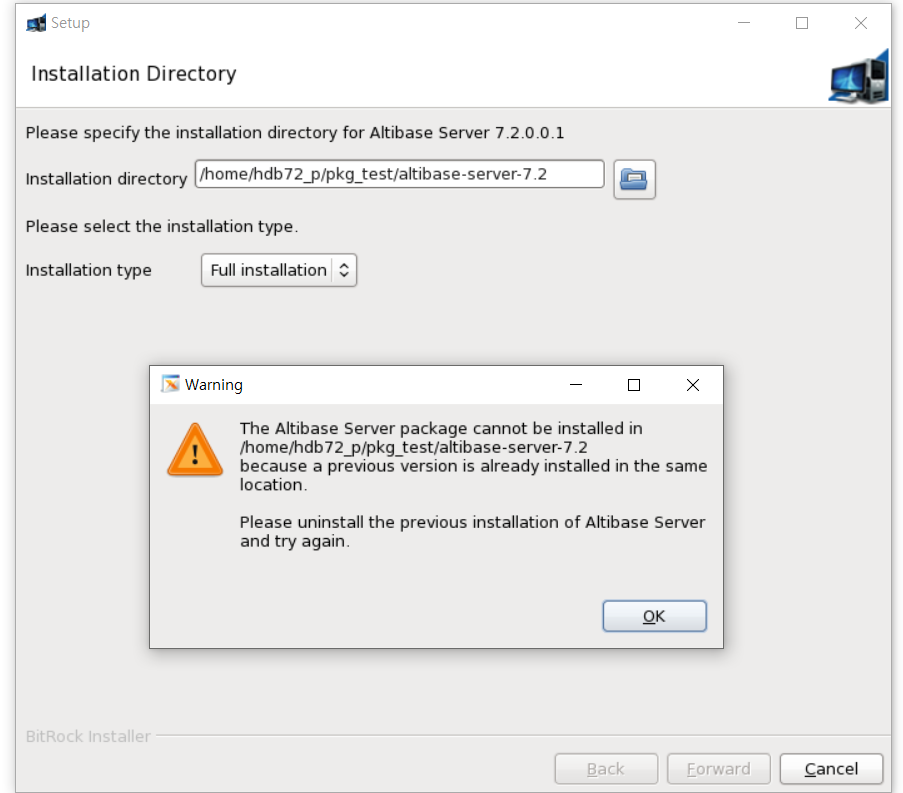 Setup
Installation Directory
Please specify the installation directory for Altibase Server 7.2.0.0.1
Installation directory /home/hdb72_p/pkg_test/altibase-server-7.2
Please select the installation type.
Installation type Full installation
Warning
The Altibase Server package cannot be installed in
/home/hdb72_p/pkg_test/altibase-server-7.2
because a previous version is already installed in the same
location.
Please uninstall the previous installation of Altibase Server
and try again.
OK
BitRock Installer
Back Forward Cancel